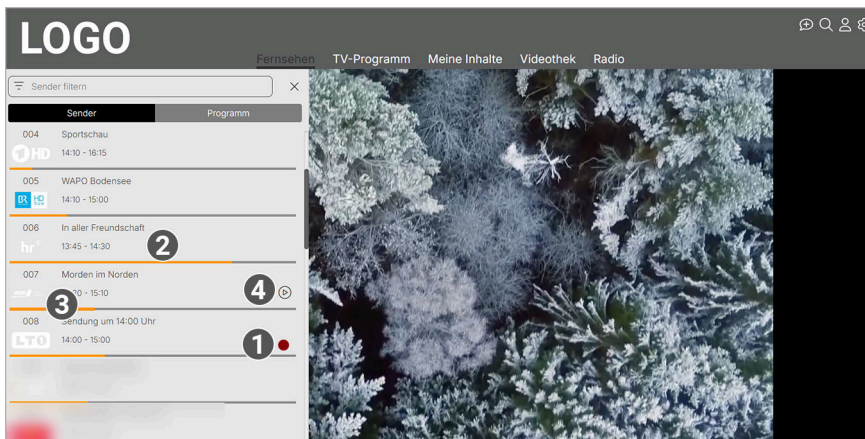 LOGO
Fernsehen TV-Programm Meine Inhalte Videothek Radio
Sender filtern
Sender Programm
004 Sportschau
HD 14:10 - 16:15
005 WAPO Bodensee
BR HD 14:10 - 15:00
006 In aller Freundschaft
hr 13:45 - 14:30
2
007 Morden im Norden
- 15:10
4
3
008 Sendung um 14:00 Uhr
LTO 14:00 - 15:00
1